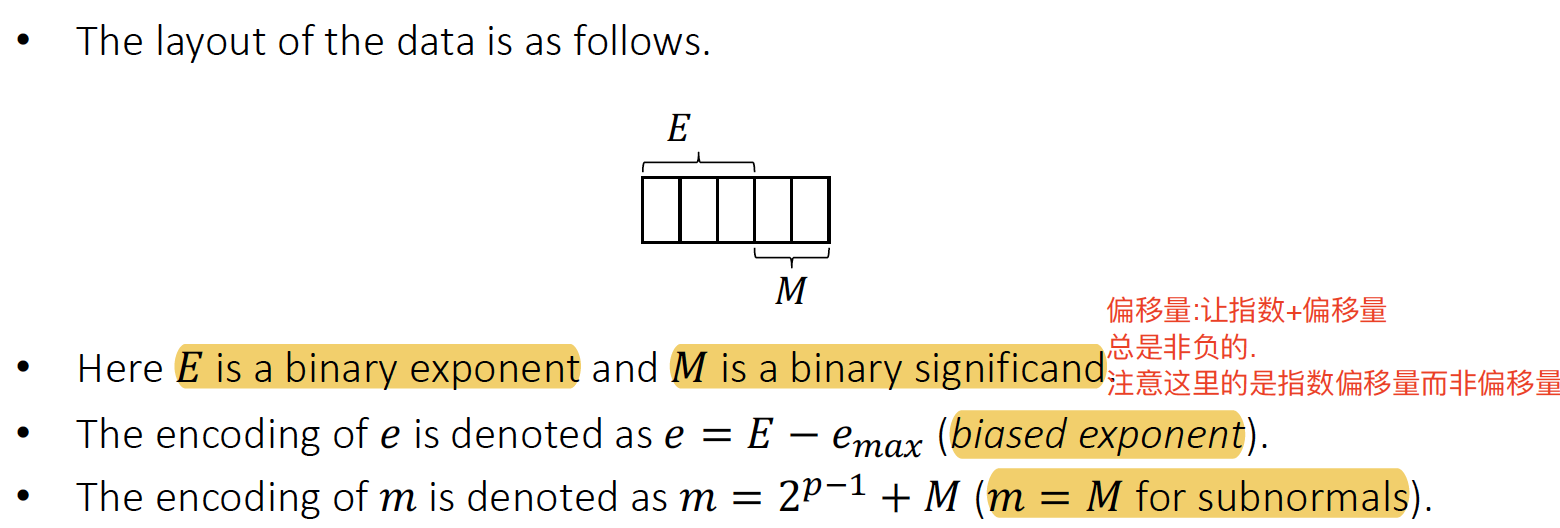 • The layout of the data is as follows.
E
M
偏移量:让指数+偏移量
总是非负的.
注意这里的是指数偏移量而非偏移量
• Here E is a binary exponent and M is a binary significand.
• The encoding of e is denoted as e = E − e_max (biased exponent).
• The encoding of m is denoted as m = 2^{p−1} + M (m = M for subnormals).